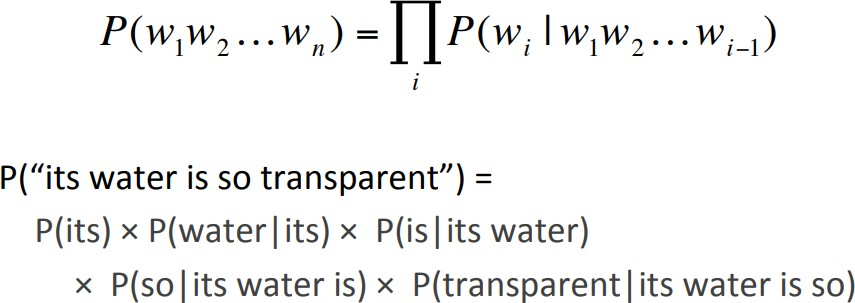 P(w₁w₂…wₙ) = ∏ P(wᵢ | w₁w₂…wᵢ₋₁)
i
P(“its water is so transparent”) =
P(its) × P(water|its) × P(is|its water)
× P(so|its water is) × P(transparent|its water is so)